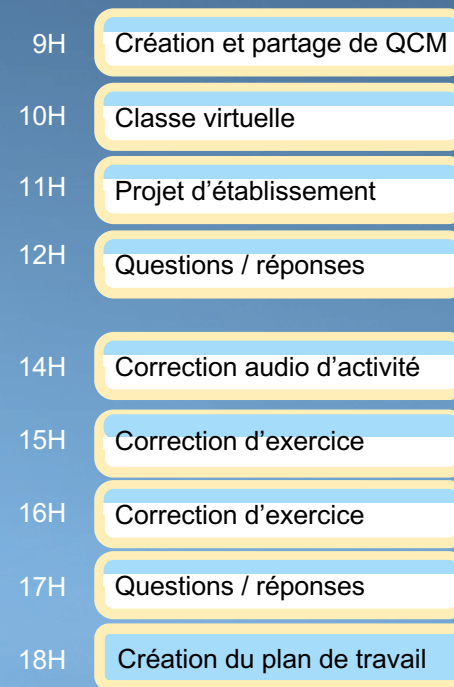 9H Création et partage de QCM
10H Classe virtuelle
11H Projet d’établissement
12H Questions / réponses
14H Correction audio d’activité
15H Correction d’exercice
16H Correction d’exercice
17H Questions / réponses
18H Création du plan de travail